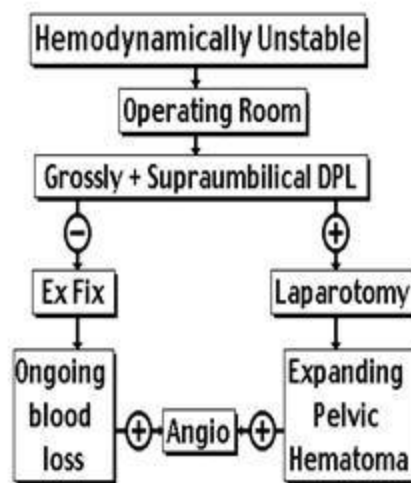 Hemodynamically Unstable
Operating Room
Grossly + Supraumbilical DPL
−
+
Ex Fix
Laparotomy
Ongoing
blood
loss
+
Angio
+
Expanding
Pelvic
Hematoma